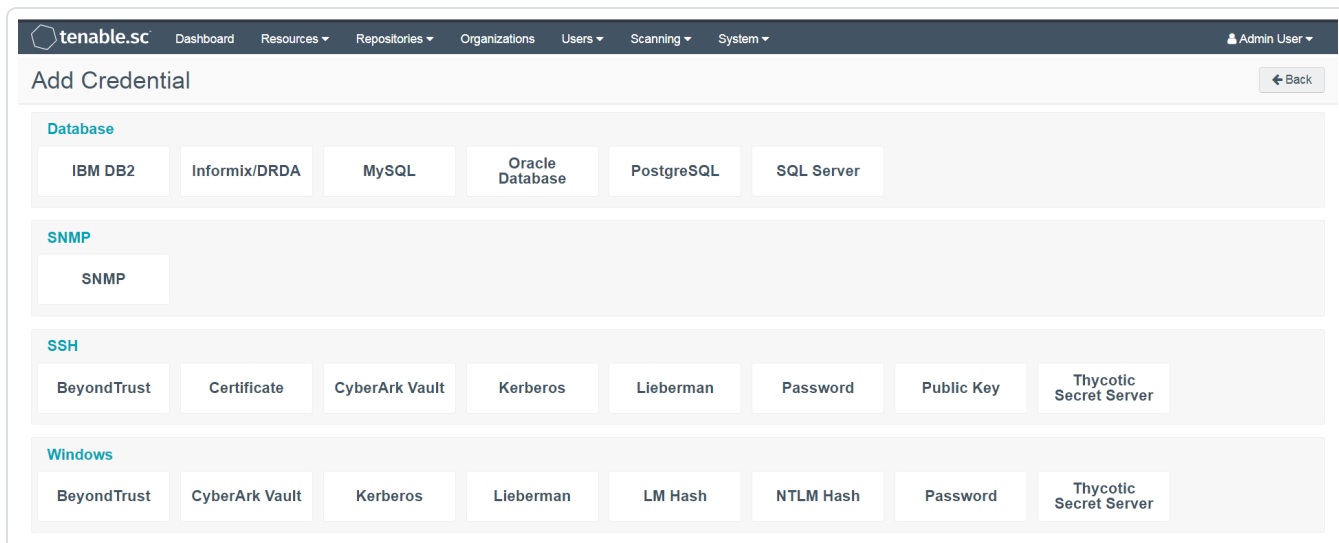 tenable.sc Dashboard Resources Repositories Organizations Users Scanning System Admin User
Add Credential Back
Database
IBM DB2 Informix/DRDA MySQL Oracle Database PostgreSQL SQL Server
SNMP
SNMP
SSH
BeyondTrust Certificate CyberArk Vault Kerberos Lieberman Password Public Key Thycotic Secret Server
Windows
BeyondTrust CyberArk Vault Kerberos Lieberman LM Hash NTLM Hash Password Thycotic Secret Server